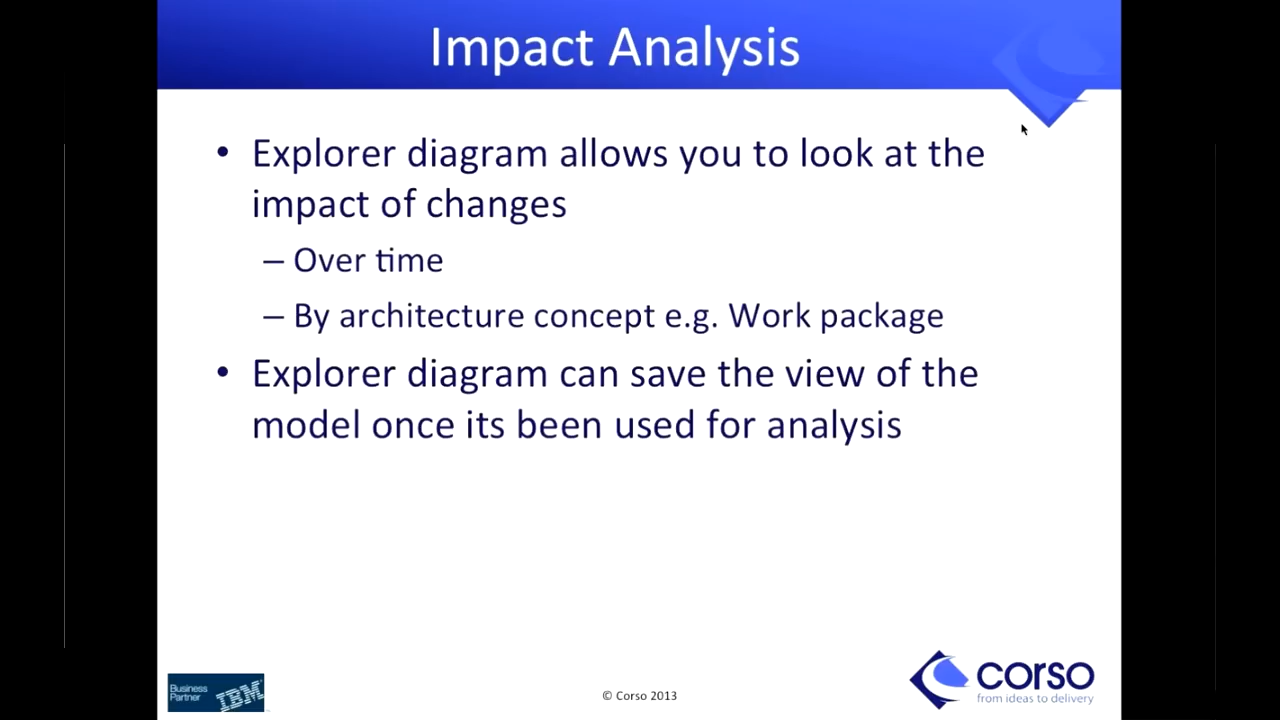 Impact Analysis
• Explorer diagram allows you to look at the
impact of changes
– Over time
– By architecture concept e.g. Work package
• Explorer diagram can save the view of the
model once its been used for analysis
Business
Partner
IBM
© Corso 2013
corso
from ideas to delivery